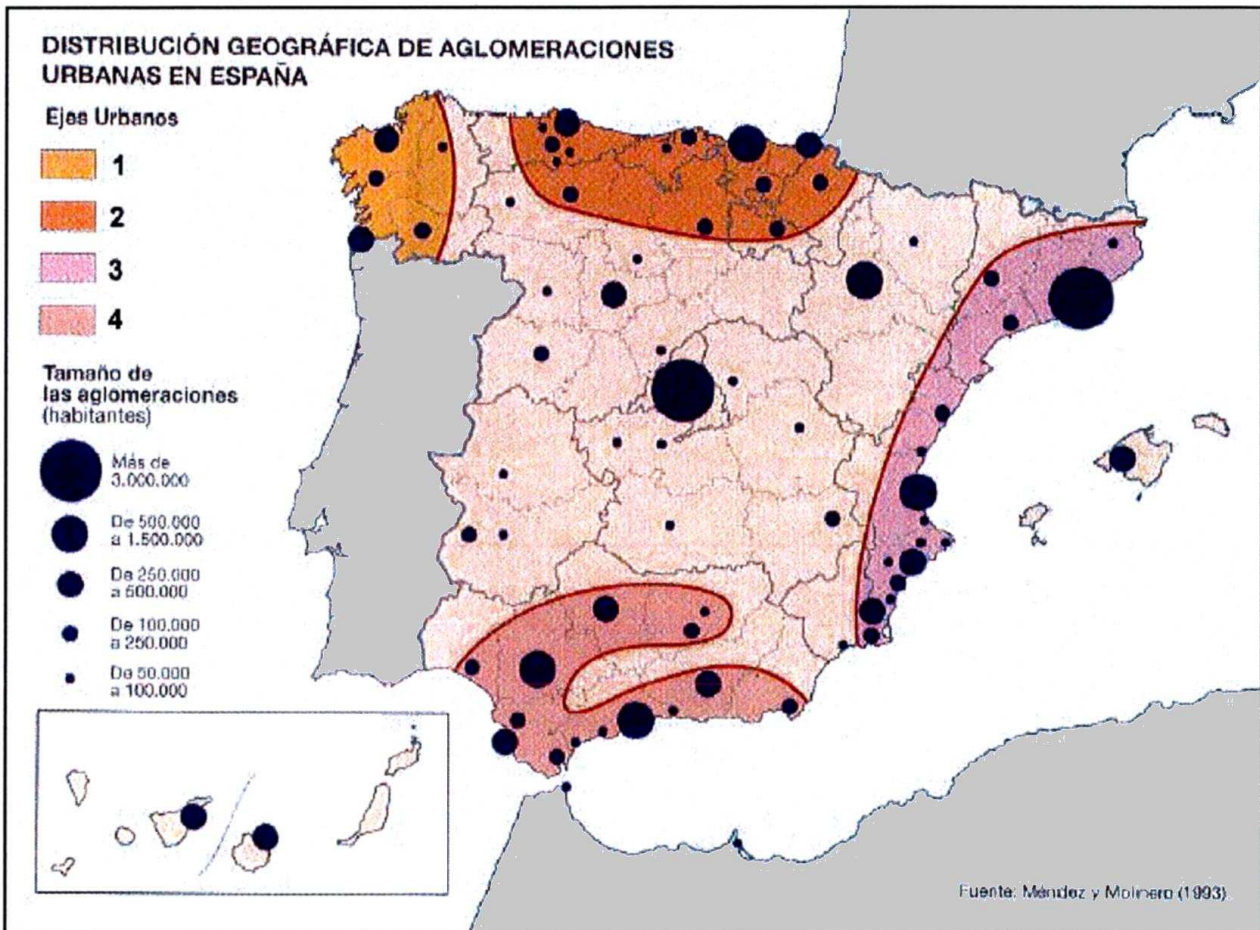 DISTRIBUCIÓN GEOGRÁFICA DE AGLOMERACIONES
URBANAS EN ESPAÑA
Ejes Urbanos
1
2
3
4
Tamaño de
las aglomeraciones
(habitantes)
Más de
3.000.000
De 500.000
a 1.500.000
De 250.000
a 500.000
De 100.000
a 250.000
De 50.000
a 100.000
Fuente: Méndez y Molinero (1993)